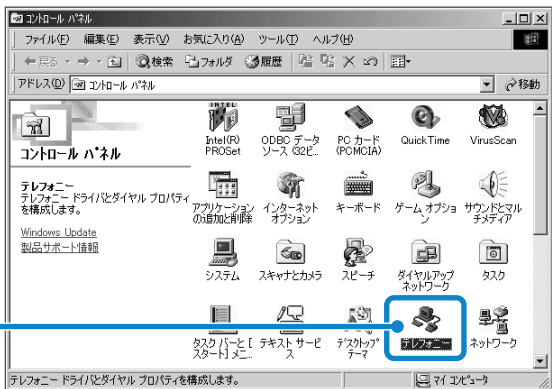 コントロール パネル
ファイル(F) 編集(E) 表示(V) お気に入り(A) ツール(T) ヘルプ(H)
戻る 検索 フォルダ 履歴
アドレス(D) コントロール パネル 移動
コントロール パネル
テレフォニー
テレフォニー ドライバとダイヤル プロパティ
を構成します。
Windows Update
製品サポート情報
INTEL
Intel(R)
PROSet
ODBC データ
ソース (32ビ...
PC カード
(PCMCIA)
QuickTime
VirusScan
アプリケーション
の追加と削除
インターネット
オプション
キーボード
ゲーム オプショ
ン
サウンドとマル
チメディア
システム
スキャナとカメラ
スピーチ
ダイヤルアップ
ネットワーク
タスク
タスク バーと [
スタート] メニ...
テキスト サービ
ス
デスクトップ
テーマ
テレフォニー
ネットワーク
テレフォニー ドライバとダイヤル プロパティを構成します。
マイ コンピュータ